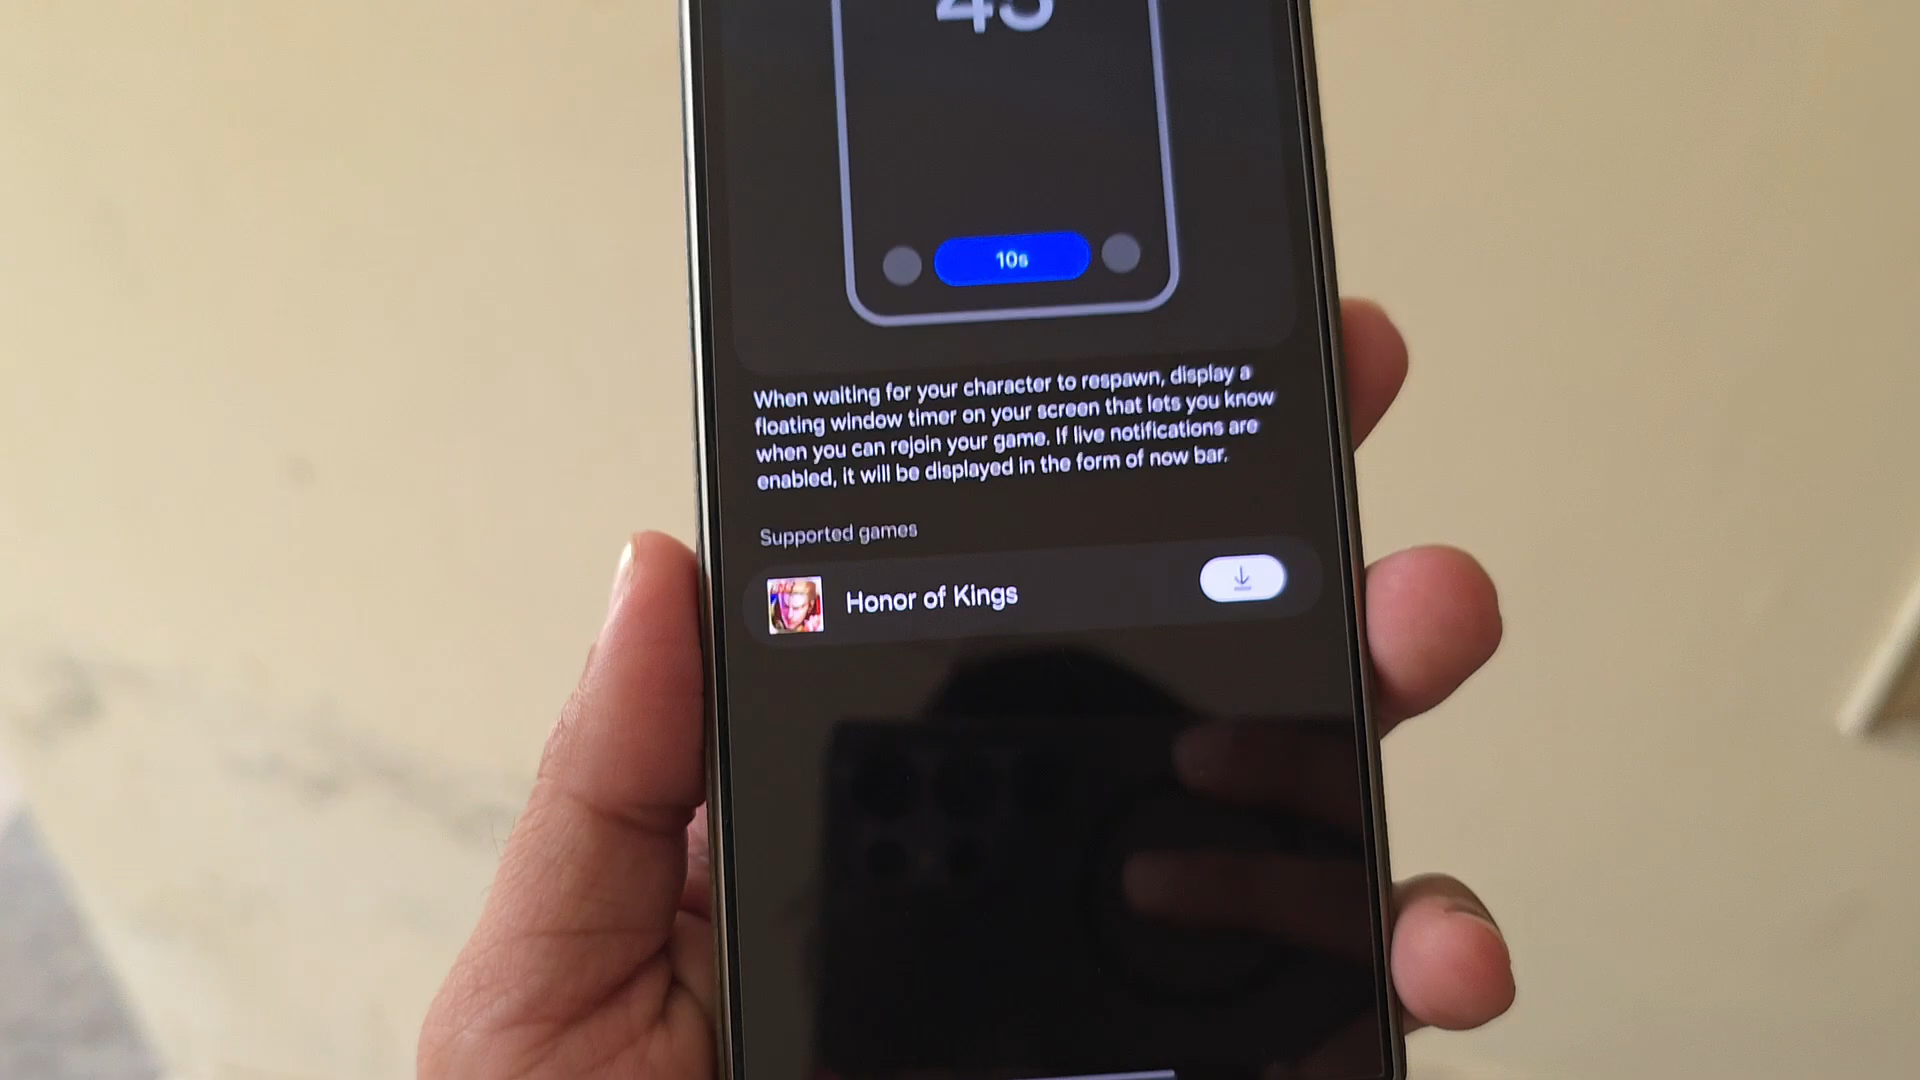 45
10s
When waiting for your character to respawn, display a
floating window timer on your screen that lets you know
when you can rejoin your game. If live notifications are
enabled, it will be displayed in the form of now bar.
Supported games
Honor of Kings